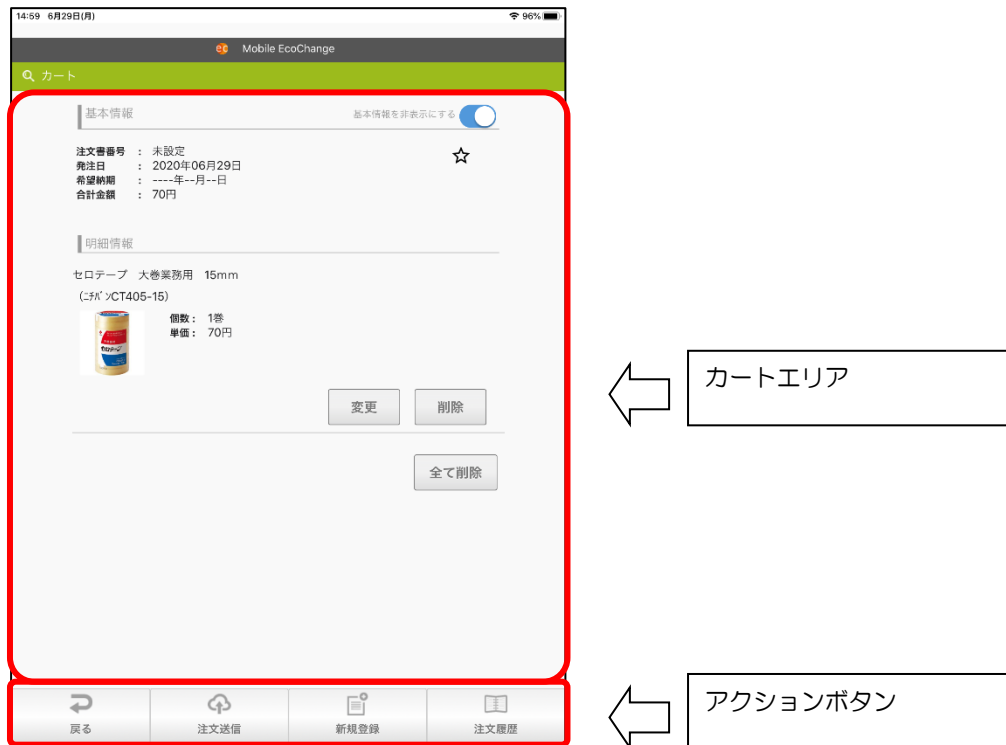 14:59 6月29日(月) 96%
Mobile EcoChange
カート
基本情報 基本情報を非表示にする
注文書番号 : 未設定
発注日 : 2020年06月29日
希望納期 : ----年--月--日
合計金額 : 70円
明細情報
セロテープ 大巻業務用 15mm
(ﾆﾁﾊﾞﾝCT405-15)
個数: 1巻
単価: 70円
変更 削除
全て削除
戻る 注文送信 新規登録 注文履歴
カートエリア
アクションボタン